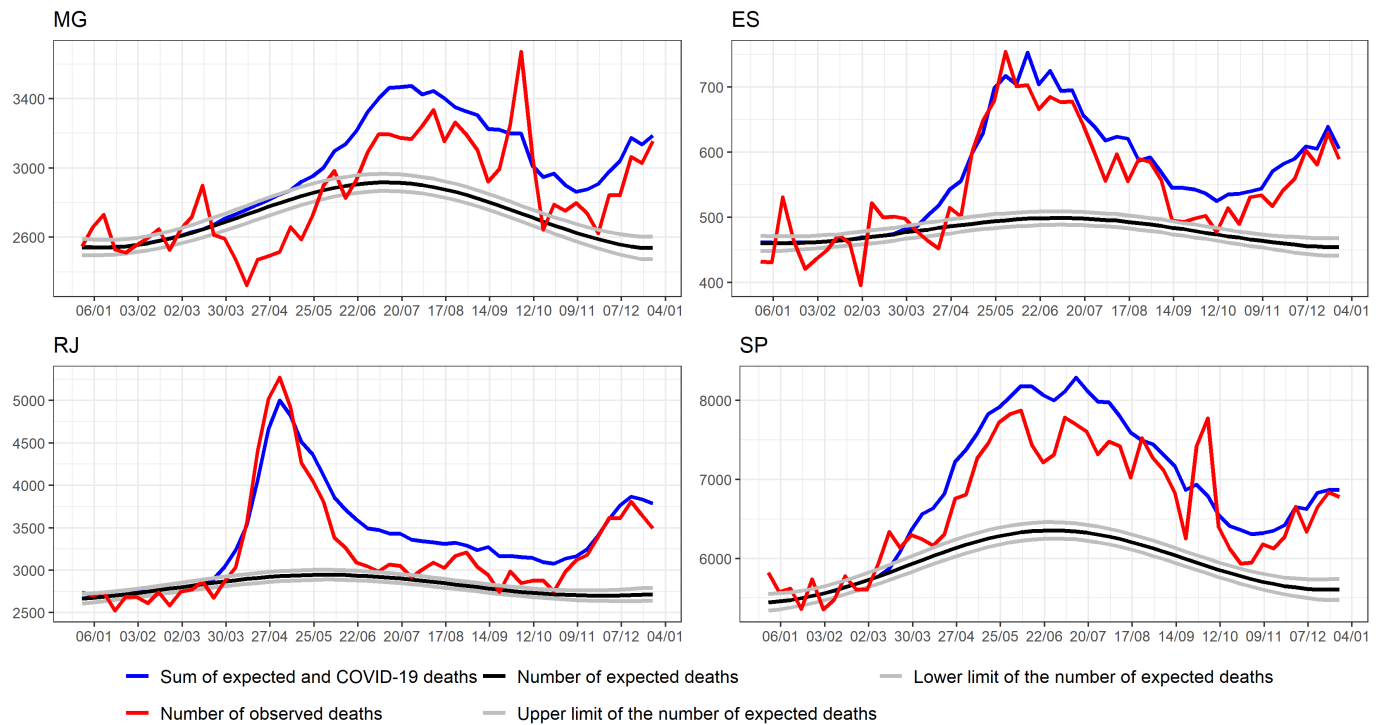 MG
3400
3000
2600
06/01 03/02 02/03 30/03 27/04 25/05 22/06 20/07 17/08 14/09 12/10 09/11 07/12 04/01
ES
700
600
500
400
06/01 03/02 02/03 30/03 27/04 25/05 22/06 20/07 17/08 14/09 12/10 09/11 07/12 04/01
RJ
5000
4500
4000
3500
3000
2500
06/01 03/02 02/03 30/03 27/04 25/05 22/06 20/07 17/08 14/09 12/10 09/11 07/12 04/01
SP
8000
7000
6000
06/01 03/02 02/03 30/03 27/04 25/05 22/06 20/07 17/08 14/09 12/10 09/11 07/12 04/01
Sum of expected and COVID-19 deaths Number of expected deaths Lower limit of the number of expected deaths
Number of observed deaths Upper limit of the number of expected deaths